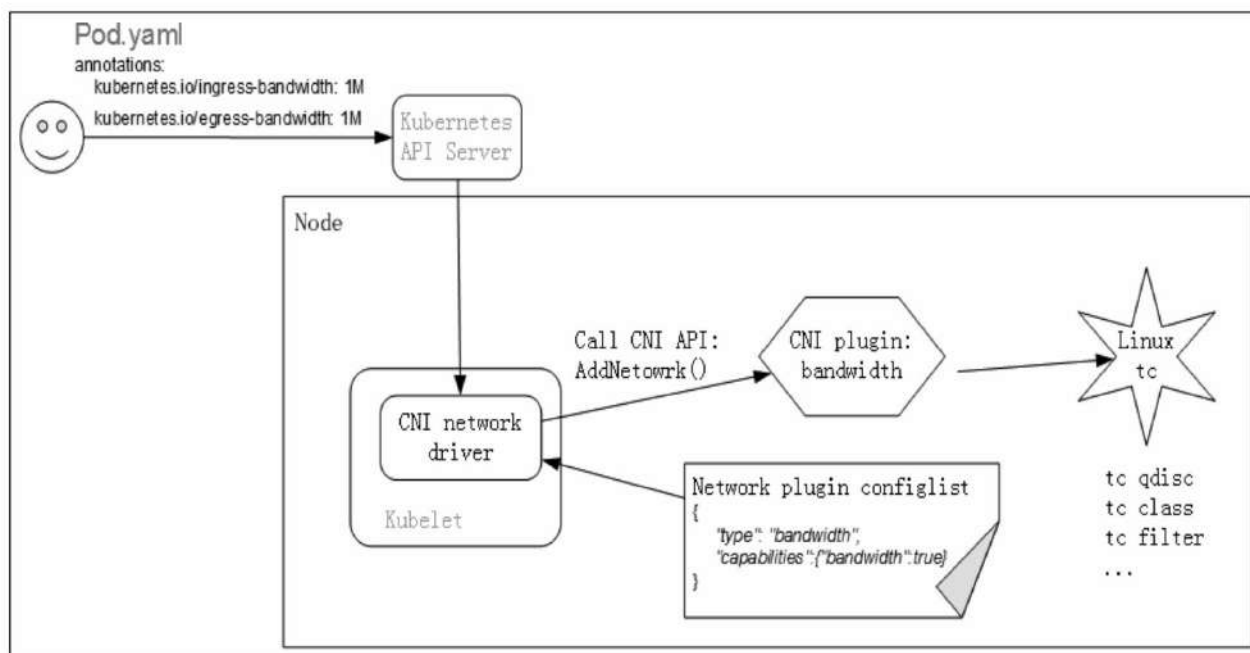 Pod.yaml
annotations:
kubernetes.io/ingress-bandwidth: 1M
kubernetes.io/egress-bandwidth: 1M
Kubernetes
API Server
Node
Call CNI API:
AddNetowrk()
CNI plugin:
bandwidth
Linux
tc
CNI network
driver
Kubelet
Network plugin configlist
{
"type": "bandwidth",
"capabilities":{"bandwidth":true}
}
tc qdisc
tc class
tc filter
...